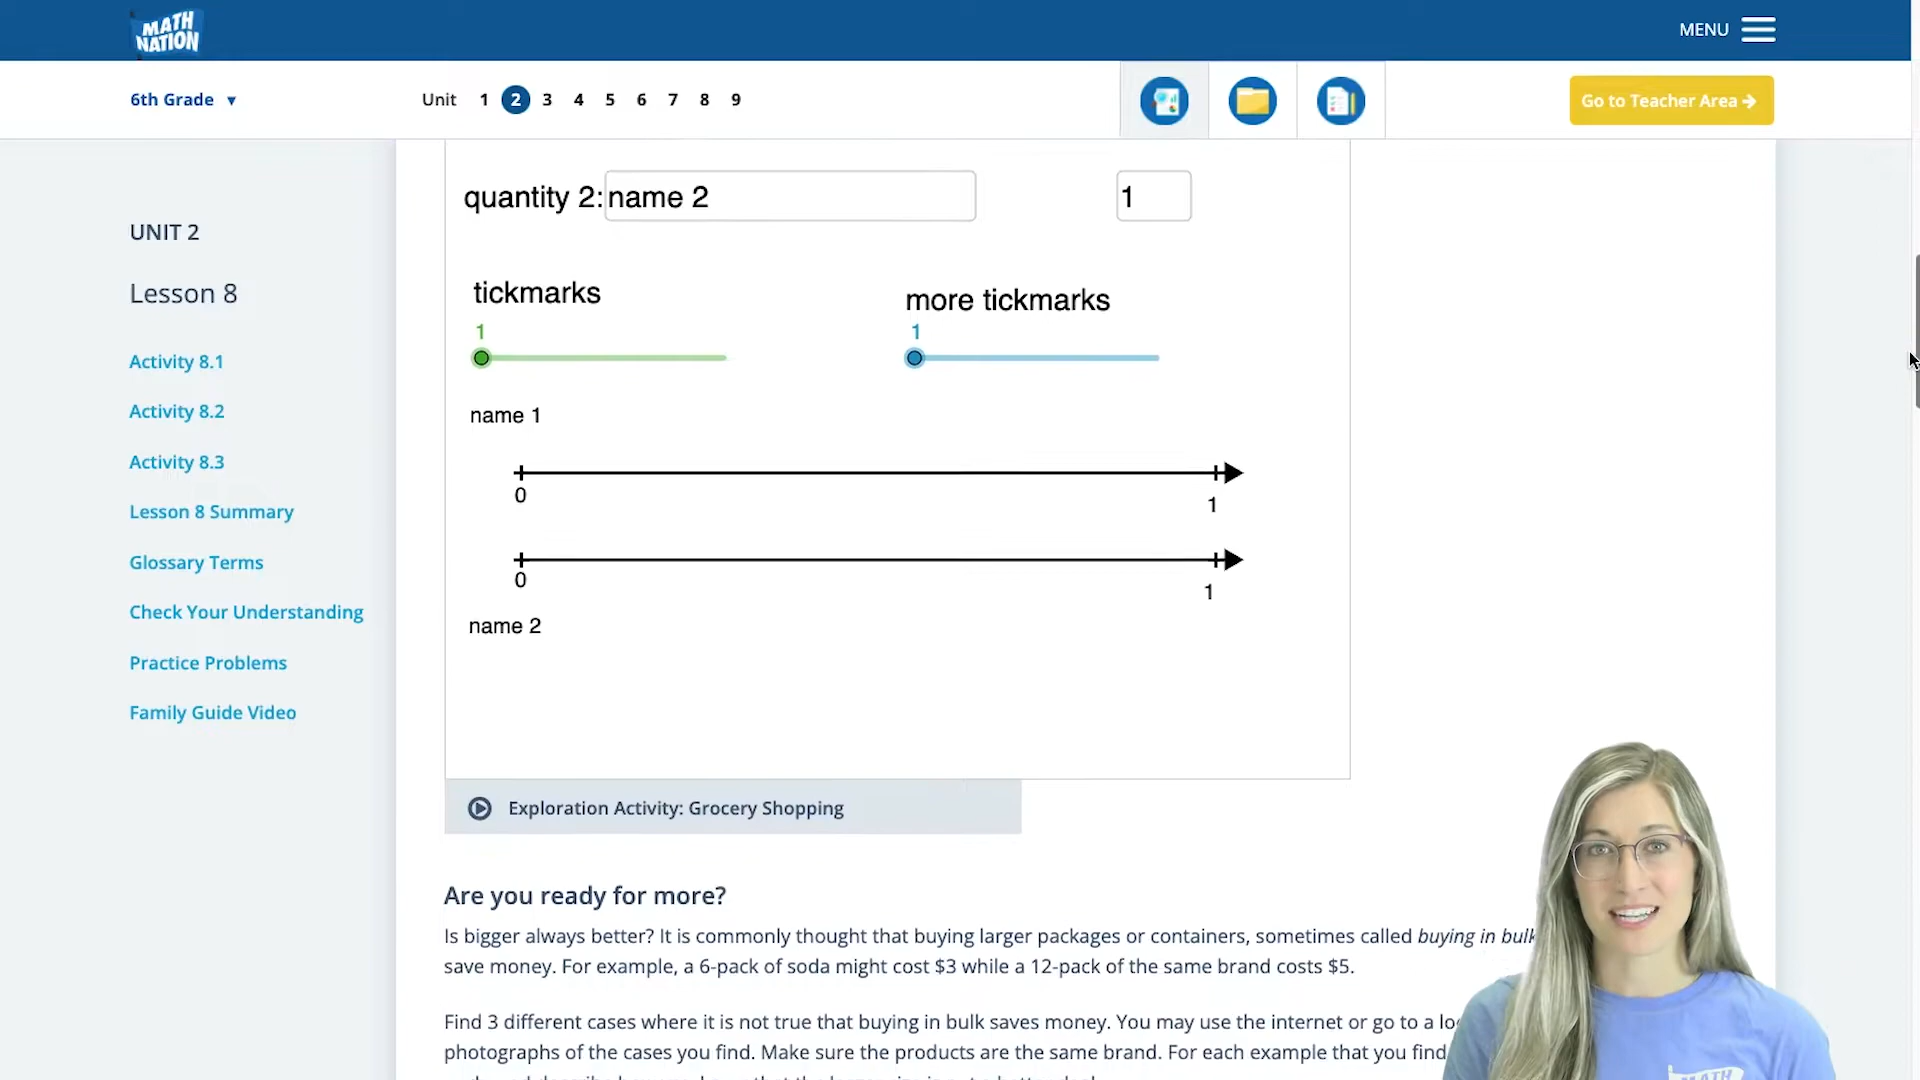 MATH
NATION
MENU
6th Grade ▼
Unit 1 2 3 4 5 6 7 8 9
Go to Teacher Area →
UNIT 2
Lesson 8
Activity 8.1
Activity 8.2
Activity 8.3
Lesson 8 Summary
Glossary Terms
Check Your Understanding
Practice Problems
Family Guide Video
quantity 2: name 2 1
tickmarks
1
more tickmarks
1
name 1
0 1
0 1
name 2
Exploration Activity: Grocery Shopping
Are you ready for more?
Is bigger always better? It is commonly thought that buying larger packages or containers, sometimes called buying in bulk
save money. For example, a 6-pack of soda might cost $3 while a 12-pack of the same brand costs $5.
Find 3 different cases where it is not true that buying in bulk saves money. You may use the internet or go to a
photographs of the cases you find. Make sure the products are the same brand. For each example that you find
MATH